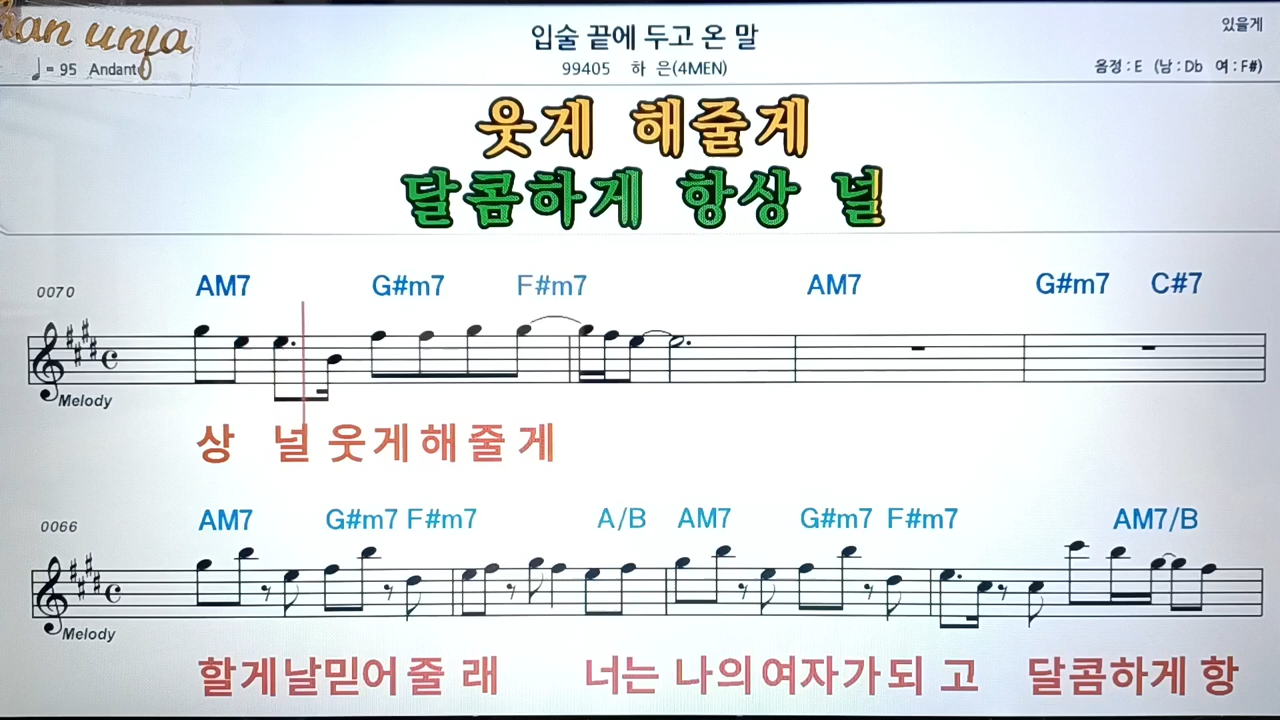 입술 끝에 두고 온 말
있을게
♩= 95 Andant
99405 하 은(4MEN)
음정 : E (남 : Db 여 : F#)
웃게 해줄게
달콤하게 항상 널
0070 AM7 G#m7 F#m7 AM7 G#m7 C#7
Melody
상 널 웃게 해 줄 게
0066 AM7 G#m7 F#m7 A/B AM7 G#m7 F#m7 AM7/B
Melody
할게날믿어 줄 래 너는 나의여자가 되 고 달콤하게 항